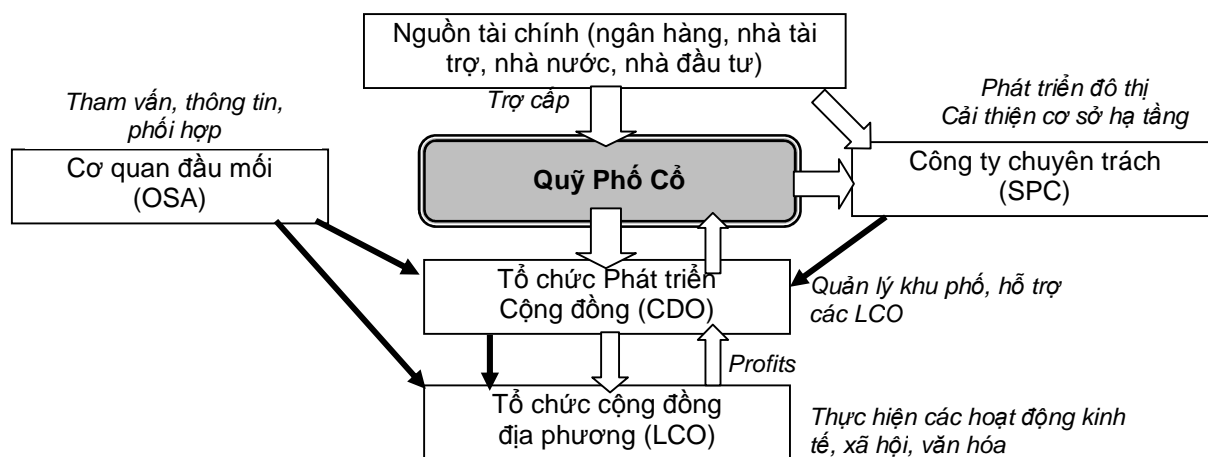 Nguồn tài chính (ngân hàng, nhà tài
trợ, nhà nước, nhà đầu tư)
Trợ cấp
Tham vấn, thông tin,
phối hợp
Phát triển đô thị
Cải thiện cơ sở hạ tầng
Cơ quan đầu mối
(OSA)
Quỹ Phố Cổ
Công ty chuyên trách
(SPC)
Tổ chức Phát triển
Cộng đồng (CDO)
Quản lý khu phố, hỗ trợ
các LCO
Profits
Tổ chức cộng đồng
địa phương (LCO)
Thực hiện các hoạt động kinh
tế, xã hội, văn hóa